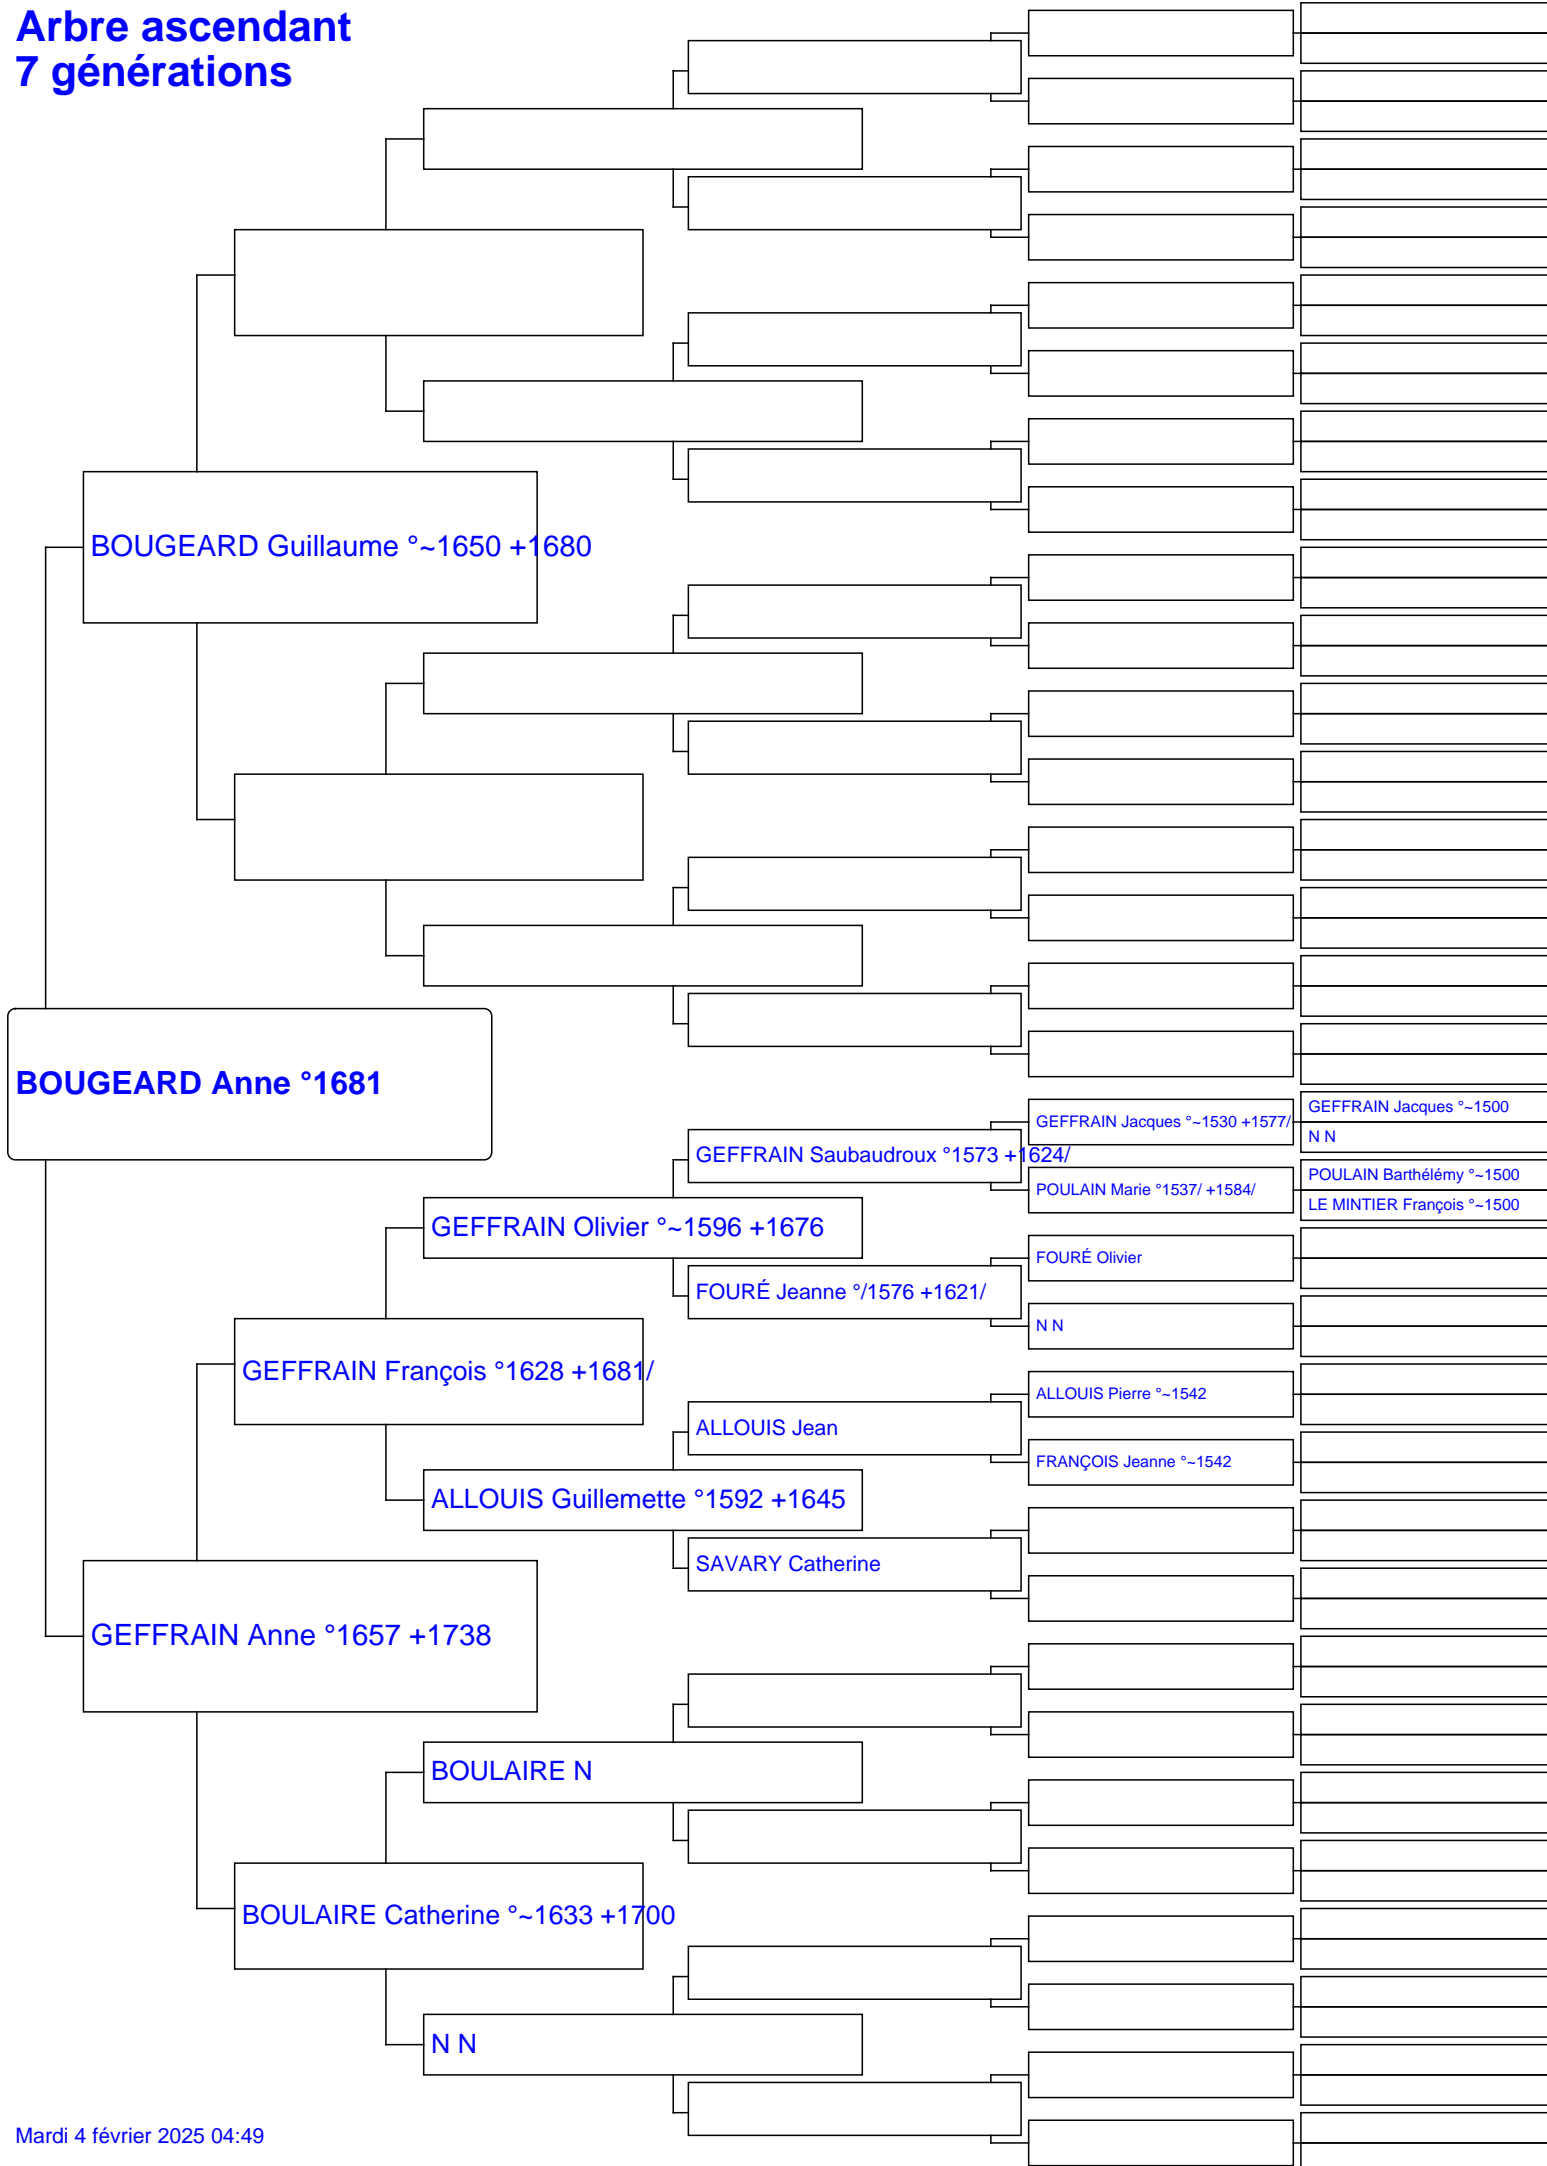 Arbre ascendant
7 générations
BOUGEARD Guillaume °~1650 +1680
BOUGEARD Anne °1681
GEFFRAIN Jacques °~1500
GEFFRAIN Jacques °~1530 +1577/
N N
GEFFRAIN Saubaudroux °1573 +1624/
POULAIN Barthélémy °~1500
POULAIN Marie °1537/ +1584/
LE MINTIER François °~1500
GEFFRAIN Olivier °~1596 +1676
FOURÉ Olivier
FOURÉ Jeanne °/1576 +1621/
N N
GEFFRAIN François °1628 +1681/
ALLOUIS Pierre °~1542
ALLOUIS Jean
FRANÇOIS Jeanne °~1542
ALLOUIS Guillemette °1592 +1645
SAVARY Catherine
GEFFRAIN Anne °1657 +1738
BOULAIRE N
BOULAIRE Catherine °~1633 +1700
N N
Mardi 4 février 2025 04:49